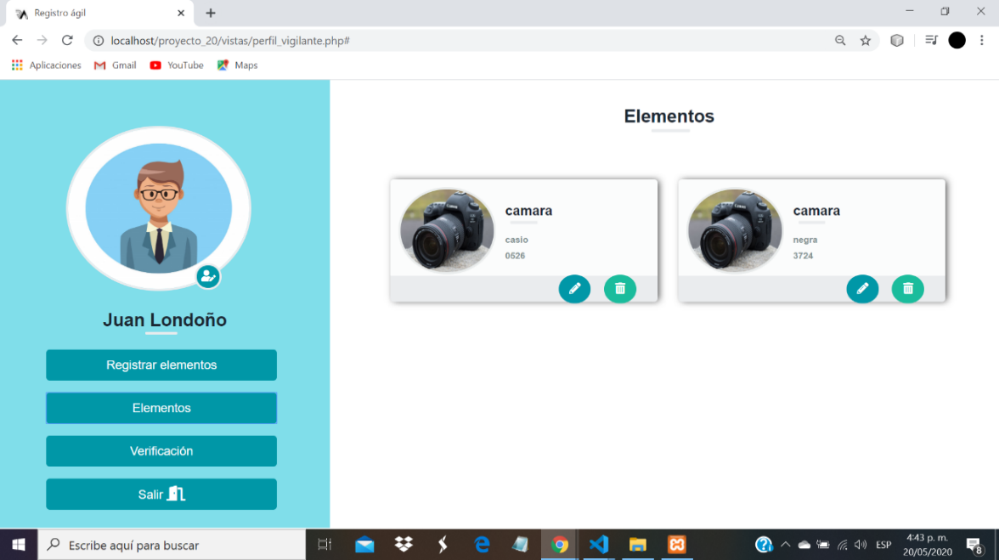 Registro ágil
localhost/proyecto_20/vistas/perfil_vigilante.php#
Aplicaciones
Gmail
YouTube
Maps
Juan Londoño
Registrar elementos
Elementos
Verificación
Salir
Elementos
camara
casio
0526
camara
negra
3724
Escribe aquí para buscar
ESP
4:43 p. m.
20/05/2020
8